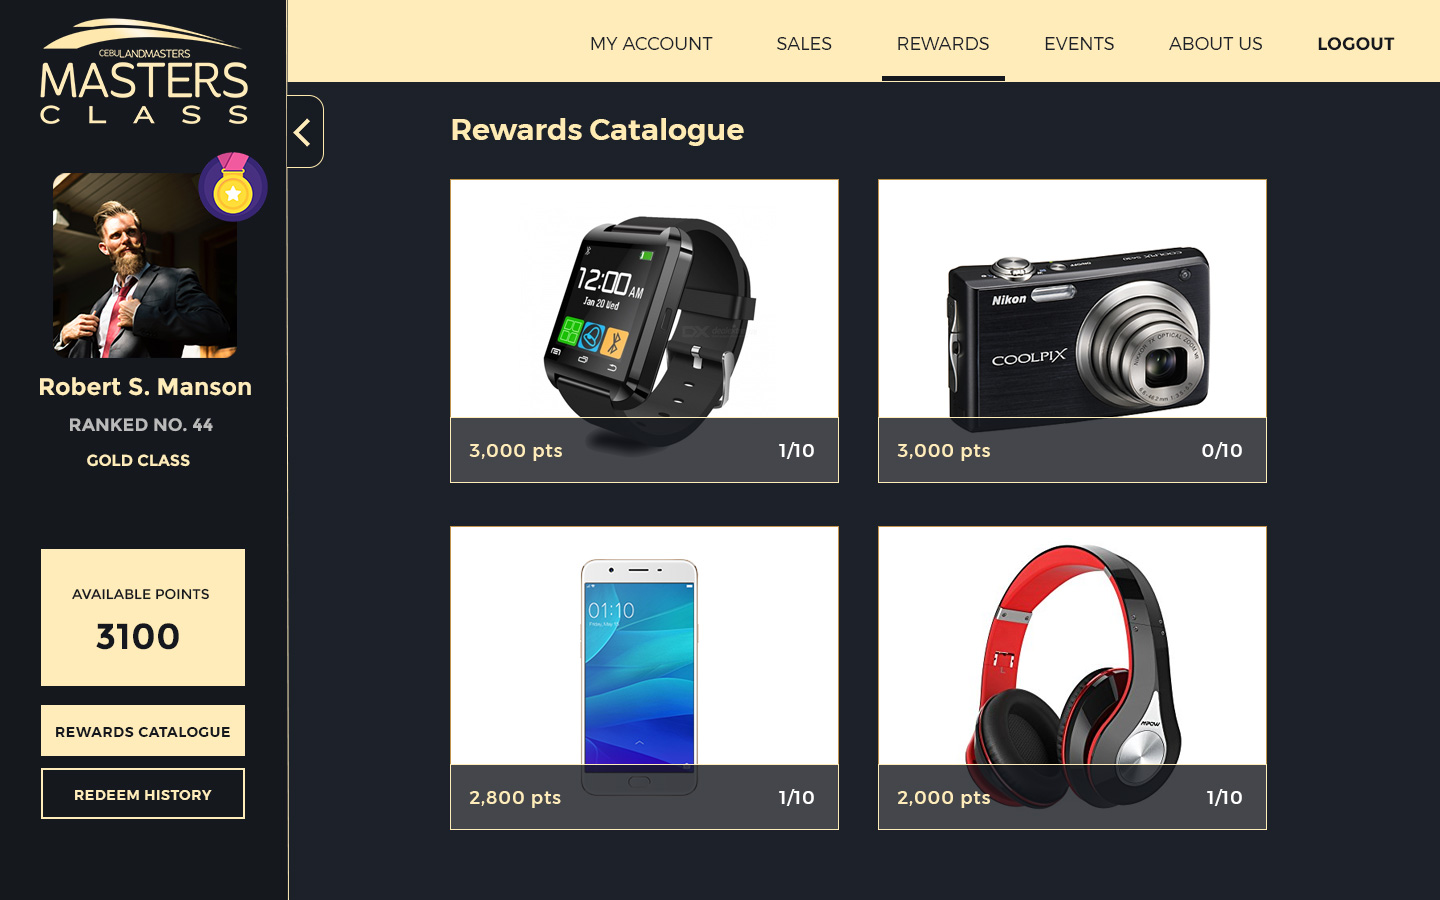 CEBULANDMASTERS
MASTERS
CLASS
MY ACCOUNT
SALES
REWARDS
EVENTS
ABOUT US
LOGOUT
Robert S. Manson
RANKED NO. 44
GOLD CLASS
AVAILABLE POINTS
3100
REWARDS CATALOGUE
REDEEM HISTORY
Rewards Catalogue
12:00 AM
Jan 20 Wed
3,000 pts
1/10
Nikon
COOLPIX
3,000 pts
0/10
01:10
2,800 pts
1/10
L
MPOW
2,000 pts
1/10